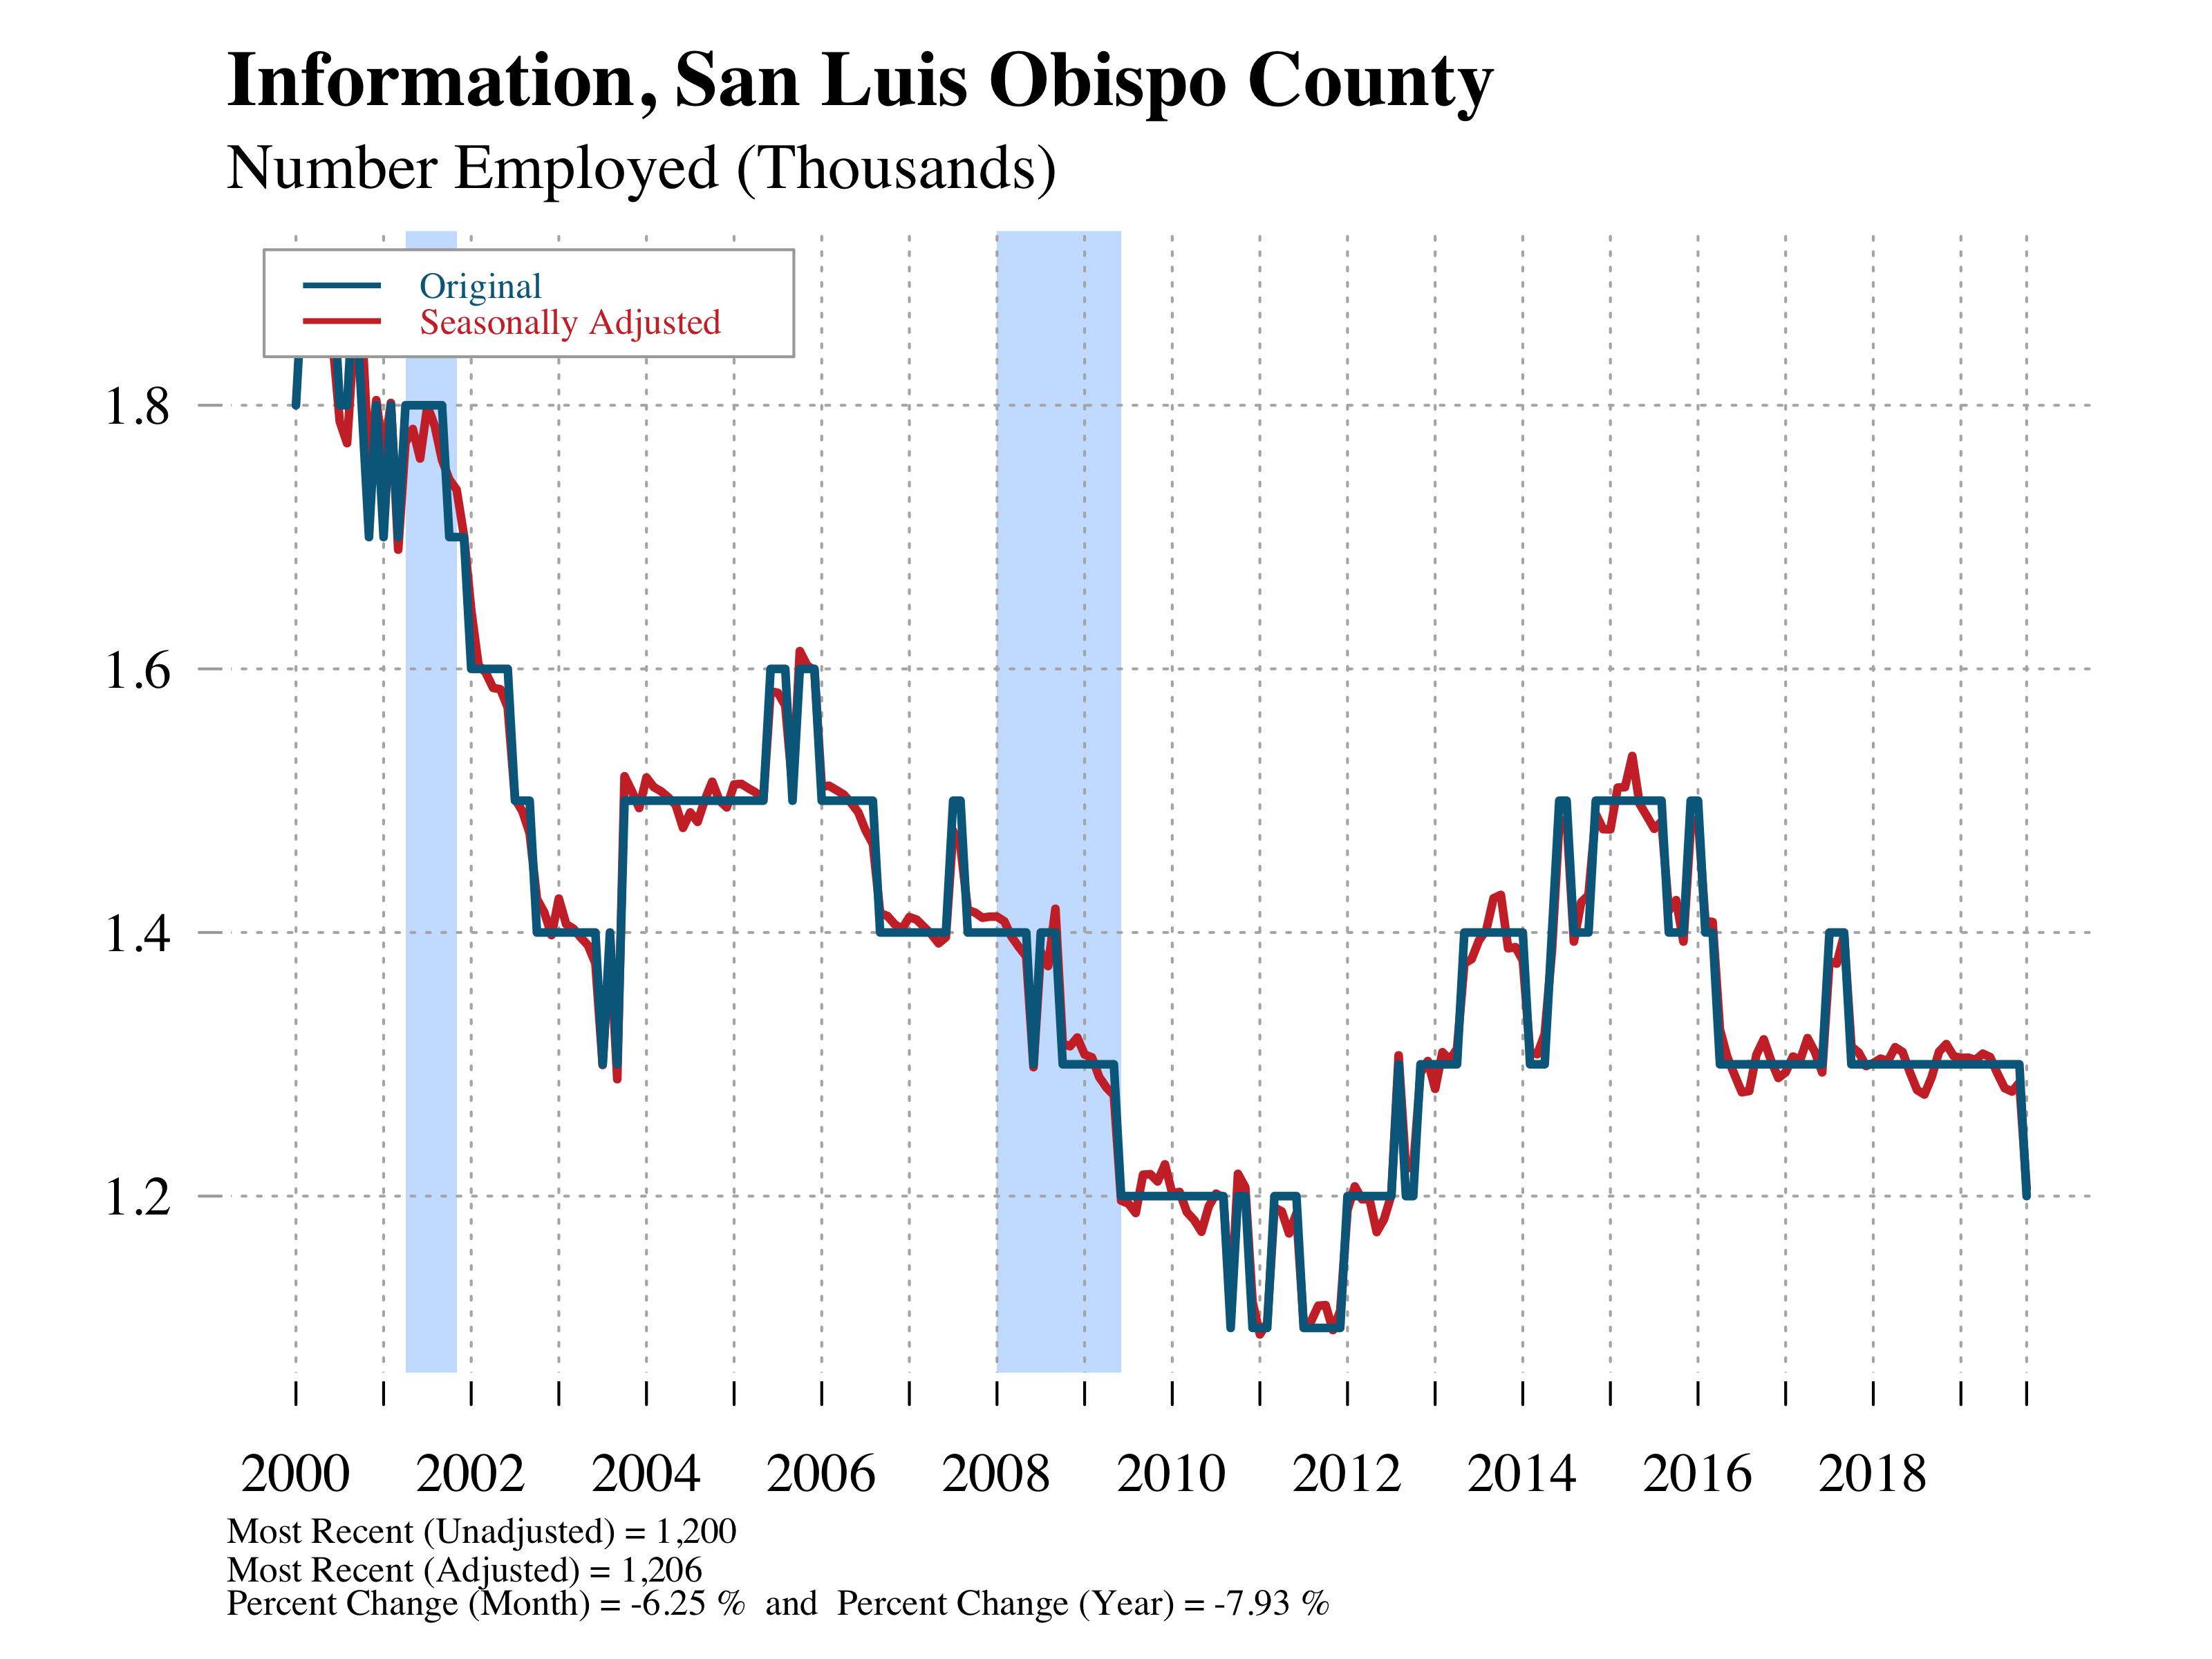 Information, San Luis Obispo County
Number Employed (Thousands)
Original
Seasonally Adjusted
1.8
1.6
1.4
1.2
2000 2002 2004 2006 2008 2010 2012 2014 2016 2018
Most Recent (Unadjusted) = 1,200
Most Recent (Adjusted) = 1,206
Percent Change (Month) = -6.25 % and Percent Change (Year) = -7.93 %